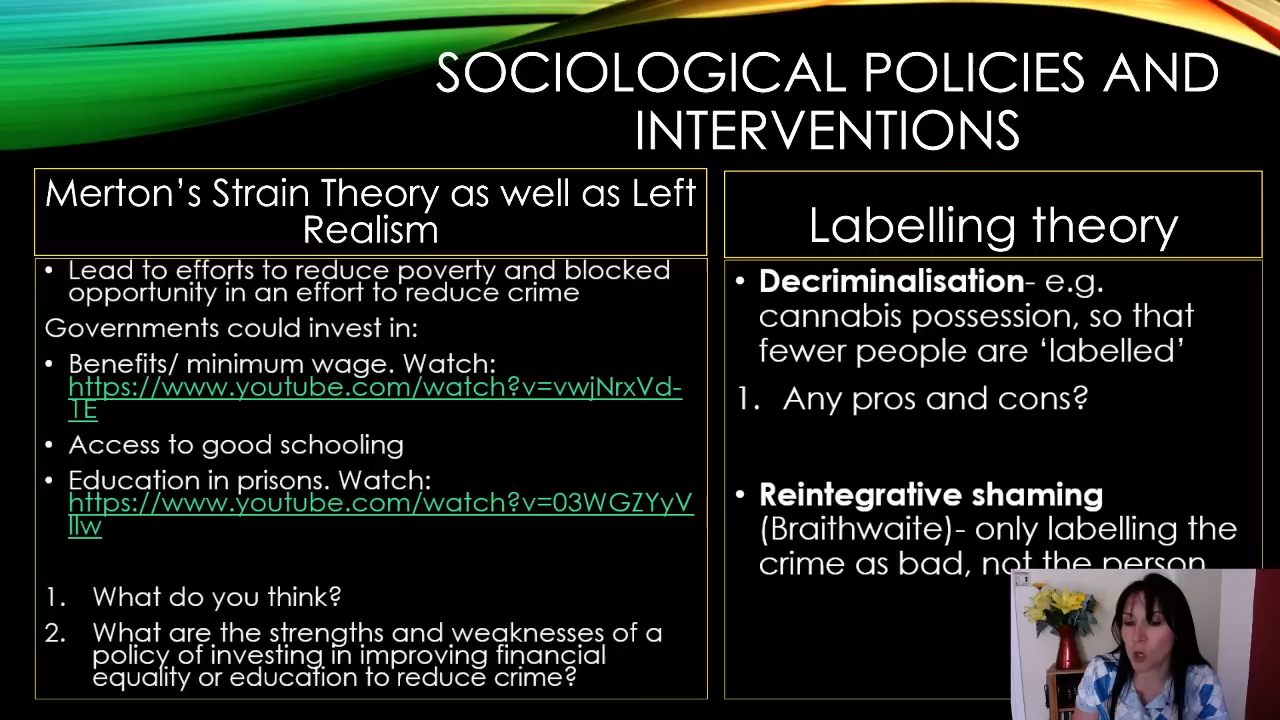 SOCIOLOGICAL POLICIES AND
INTERVENTIONS
Merton’s Strain Theory as well as Left
Realism
• Lead to efforts to reduce poverty and blocked
opportunity in an effort to reduce crime
Governments could invest in:
• Benefits/ minimum wage. Watch:
https://www.youtube.com/watch?v=vwjNrxVd-
TE
• Access to good schooling
• Education in prisons. Watch:
https://www.youtube.com/watch?v=03WGZYyV
llw
1. What do you think?
2. What are the strengths and weaknesses of a
policy of investing in improving financial
equality or education to reduce crime?
Labelling theory
• Decriminalisation- e.g.
cannabis possession, so that
fewer people are ‘labelled’
1. Any pros and cons?
• Reintegrative shaming
(Braithwaite)- only labelling the
crime as bad, not the person